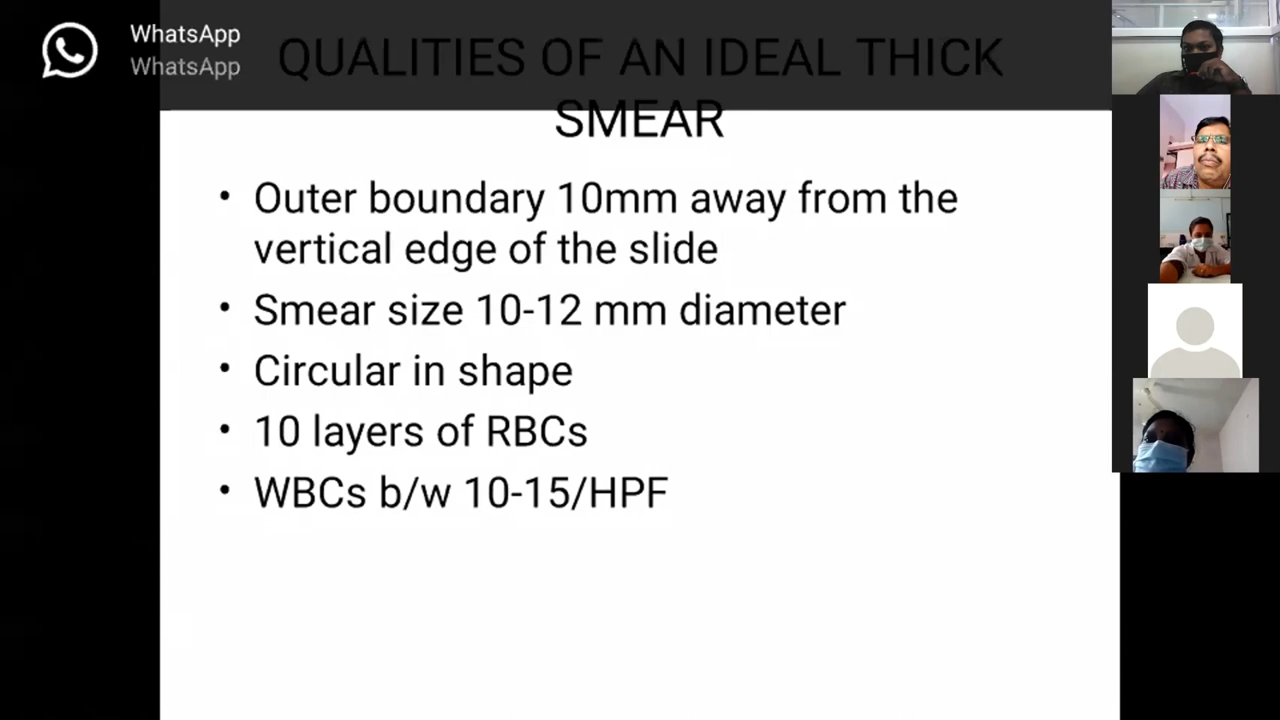 WhatsApp
WhatsApp
QUALITIES OF AN IDEAL THICK
SMEAR
• Outer boundary 10mm away from the
vertical edge of the slide
• Smear size 10-12 mm diameter
• Circular in shape
• 10 layers of RBCs
• WBCs b/w 10-15/HPF